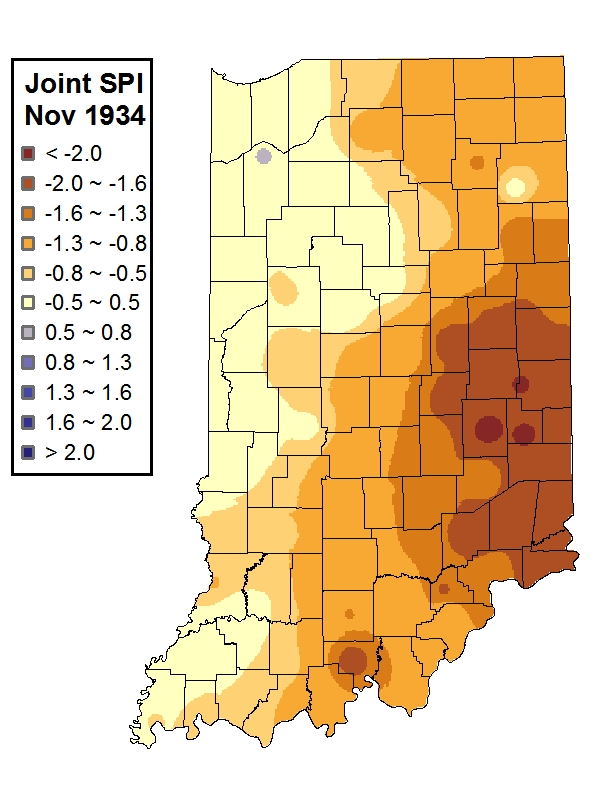 Joint SPI
Nov 1934
< -2.0
-2.0 ~ -1.6
-1.6 ~ -1.3
-1.3 ~ -0.8
-0.8 ~ -0.5
-0.5 ~ 0.5
0.5 ~ 0.8
0.8 ~ 1.3
1.3 ~ 1.6
1.6 ~ 2.0
> 2.0